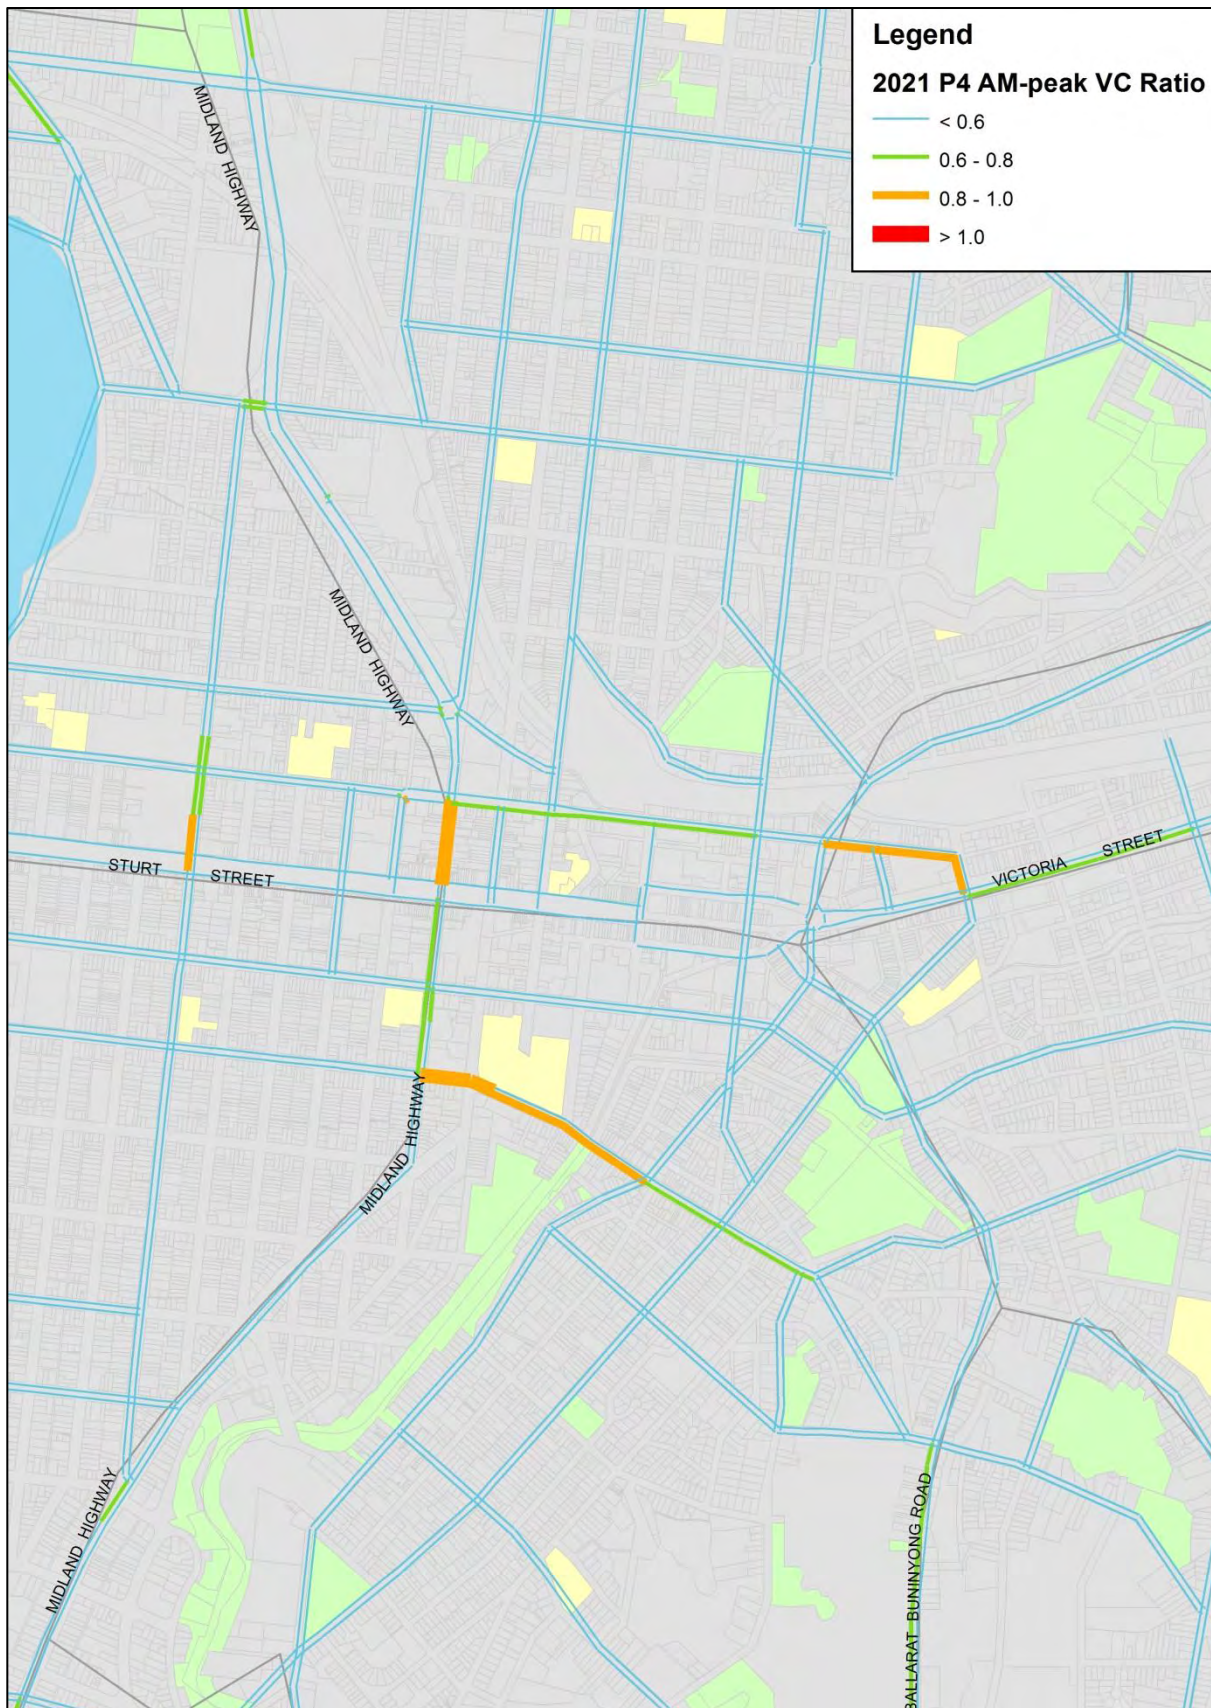 Legend
2021 P4 AM-peak VC Ratio
< 0.6
0.6 - 0.8
0.8 - 1.0
> 1.0
MIDLAND HIGHWAY
MIDLAND HIGHWAY
STURT STREET
VICTORIA STREET
MIDLAND HIGHWAY
MIDLAND HIGHWAY
BALLARAT BUNINYONG ROAD